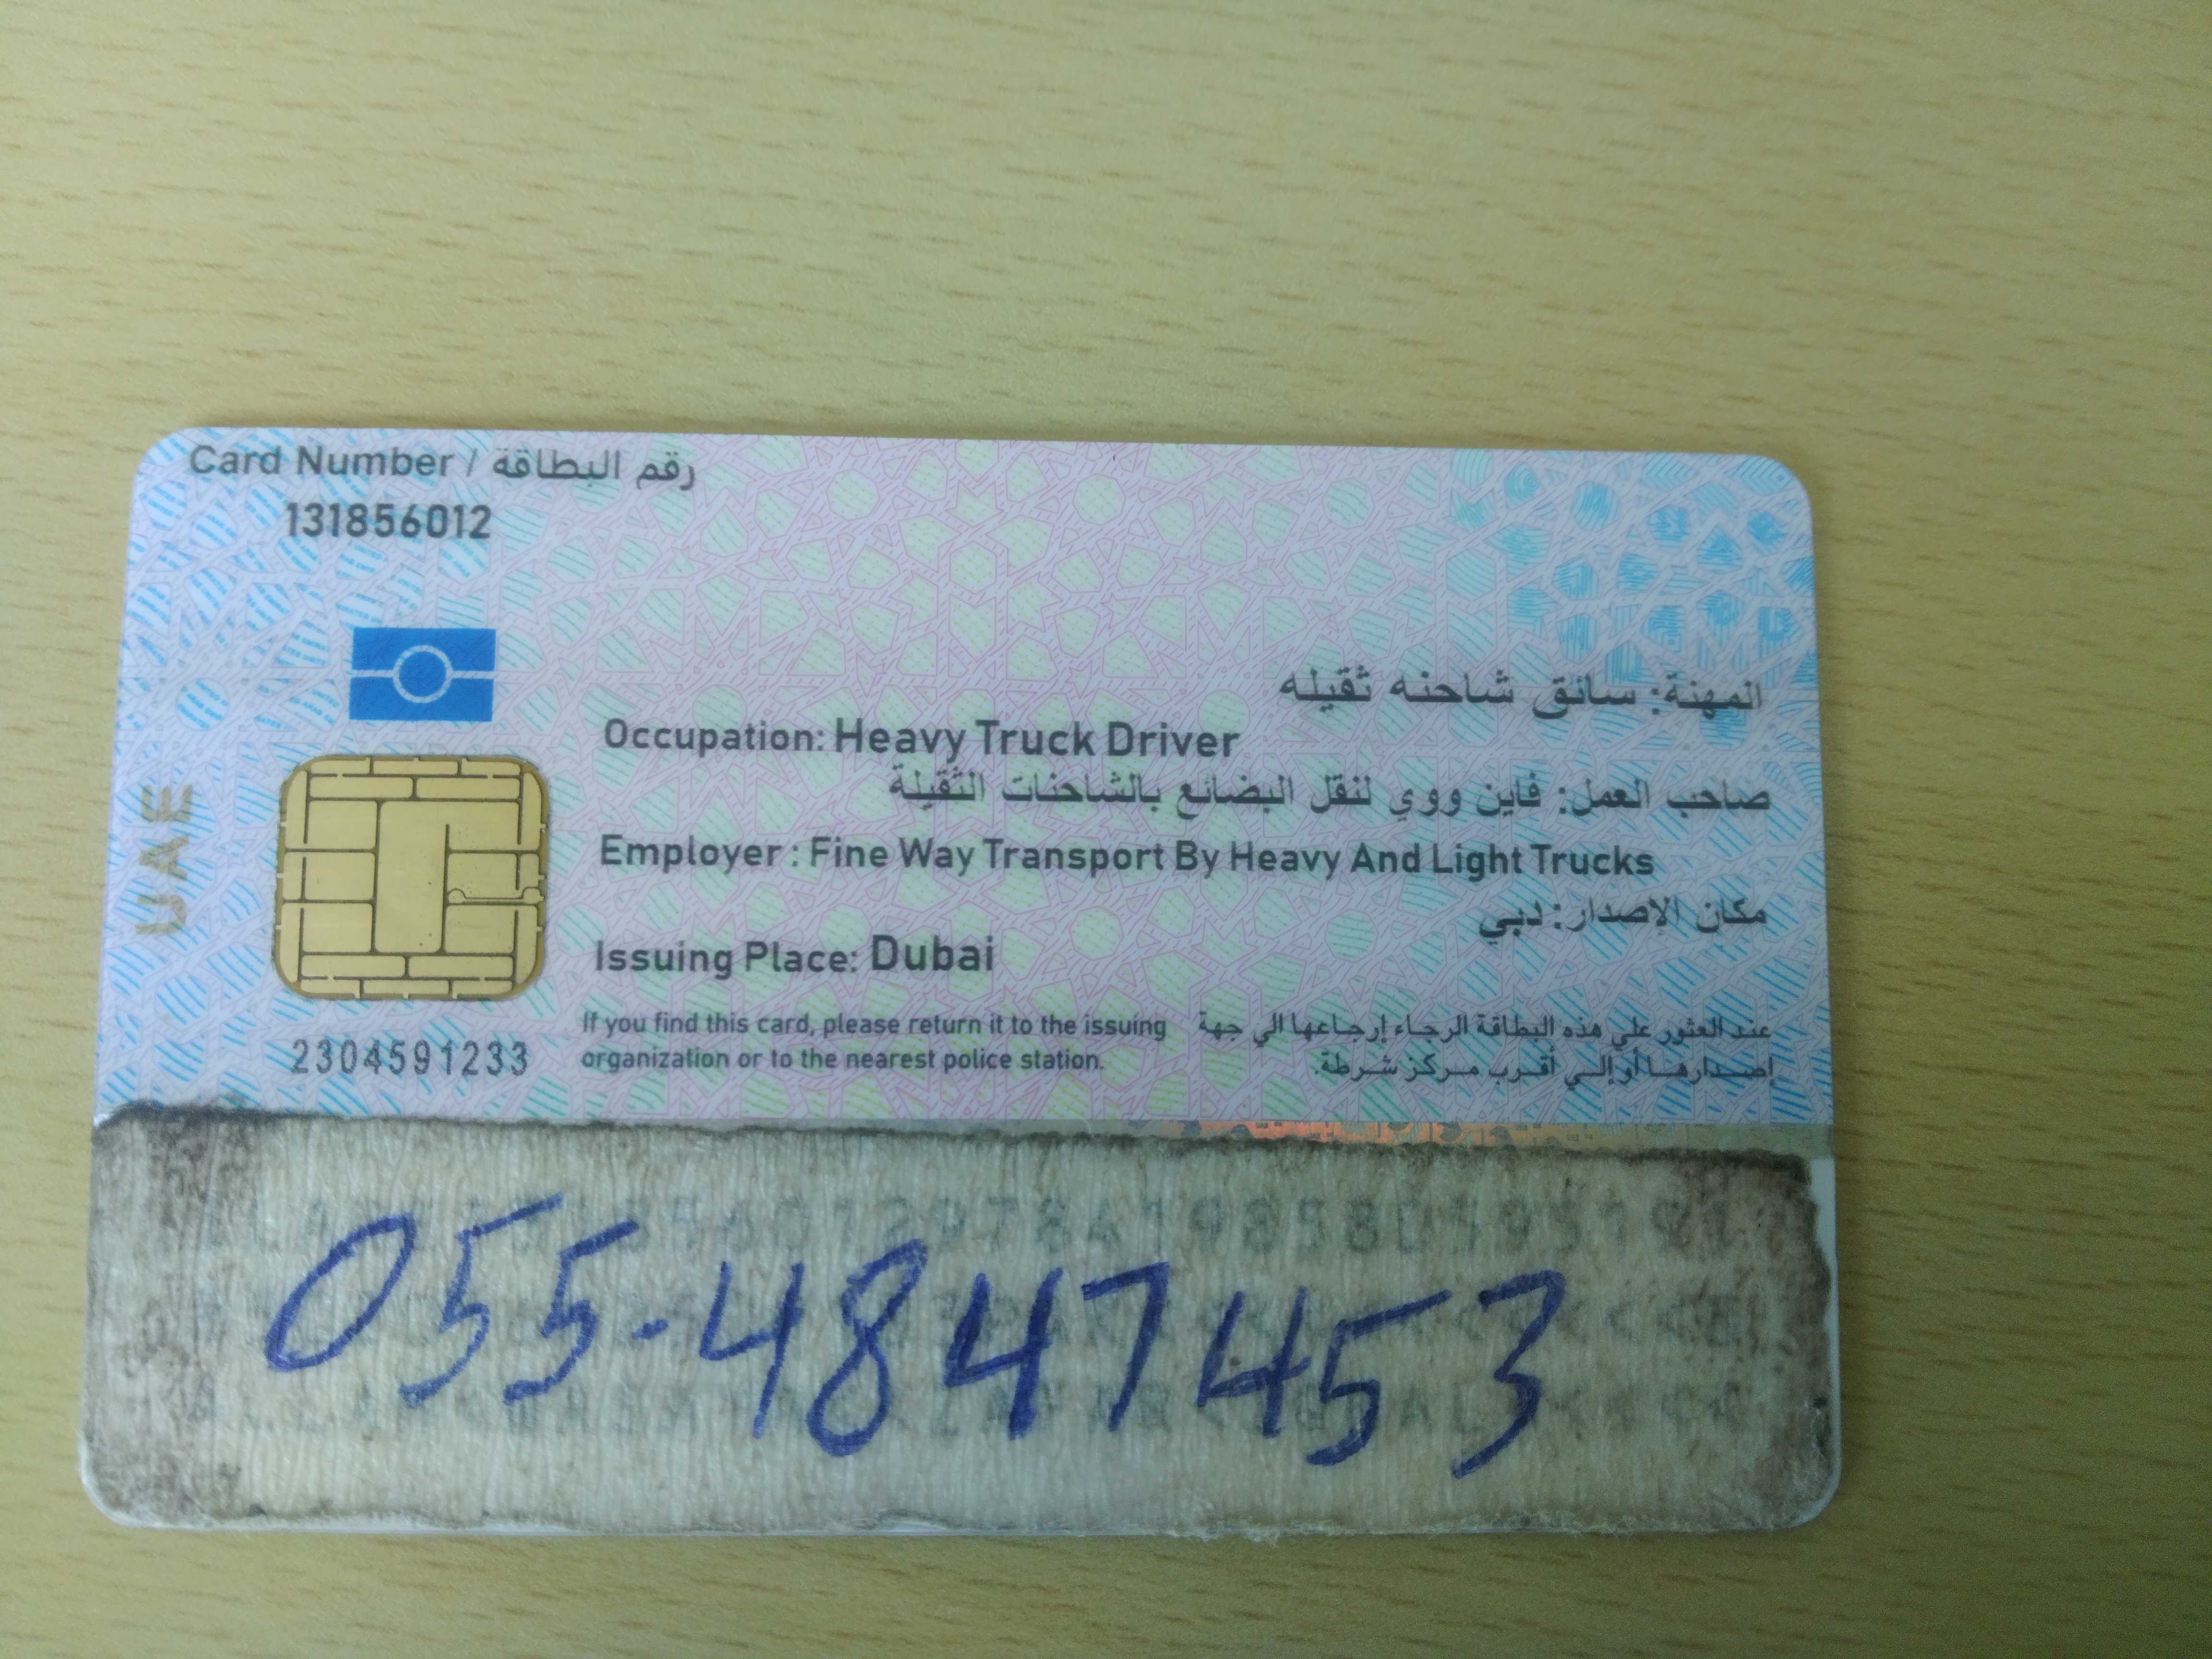 Card Number / رقم البطاقة
131856012
المهنة: سائق شاحنه ثقيله
Occupation: Heavy Truck Driver
صاحب العمل: فاين ووي لنقل البضائع بالشاحنات الثقيلة
Employer : Fine Way Transport By Heavy And Light Trucks
مكان الاصدار: دبي
Issuing Place: Dubai
UAE
2304591233
If you find this card, please return it to the issuing
organization or to the nearest police station.
عند العثور علي هذه البطاقة الرجاء إرجاعها الي جهة
إصدارها أو إلي أقرب مركز شرطة.
055-4847453